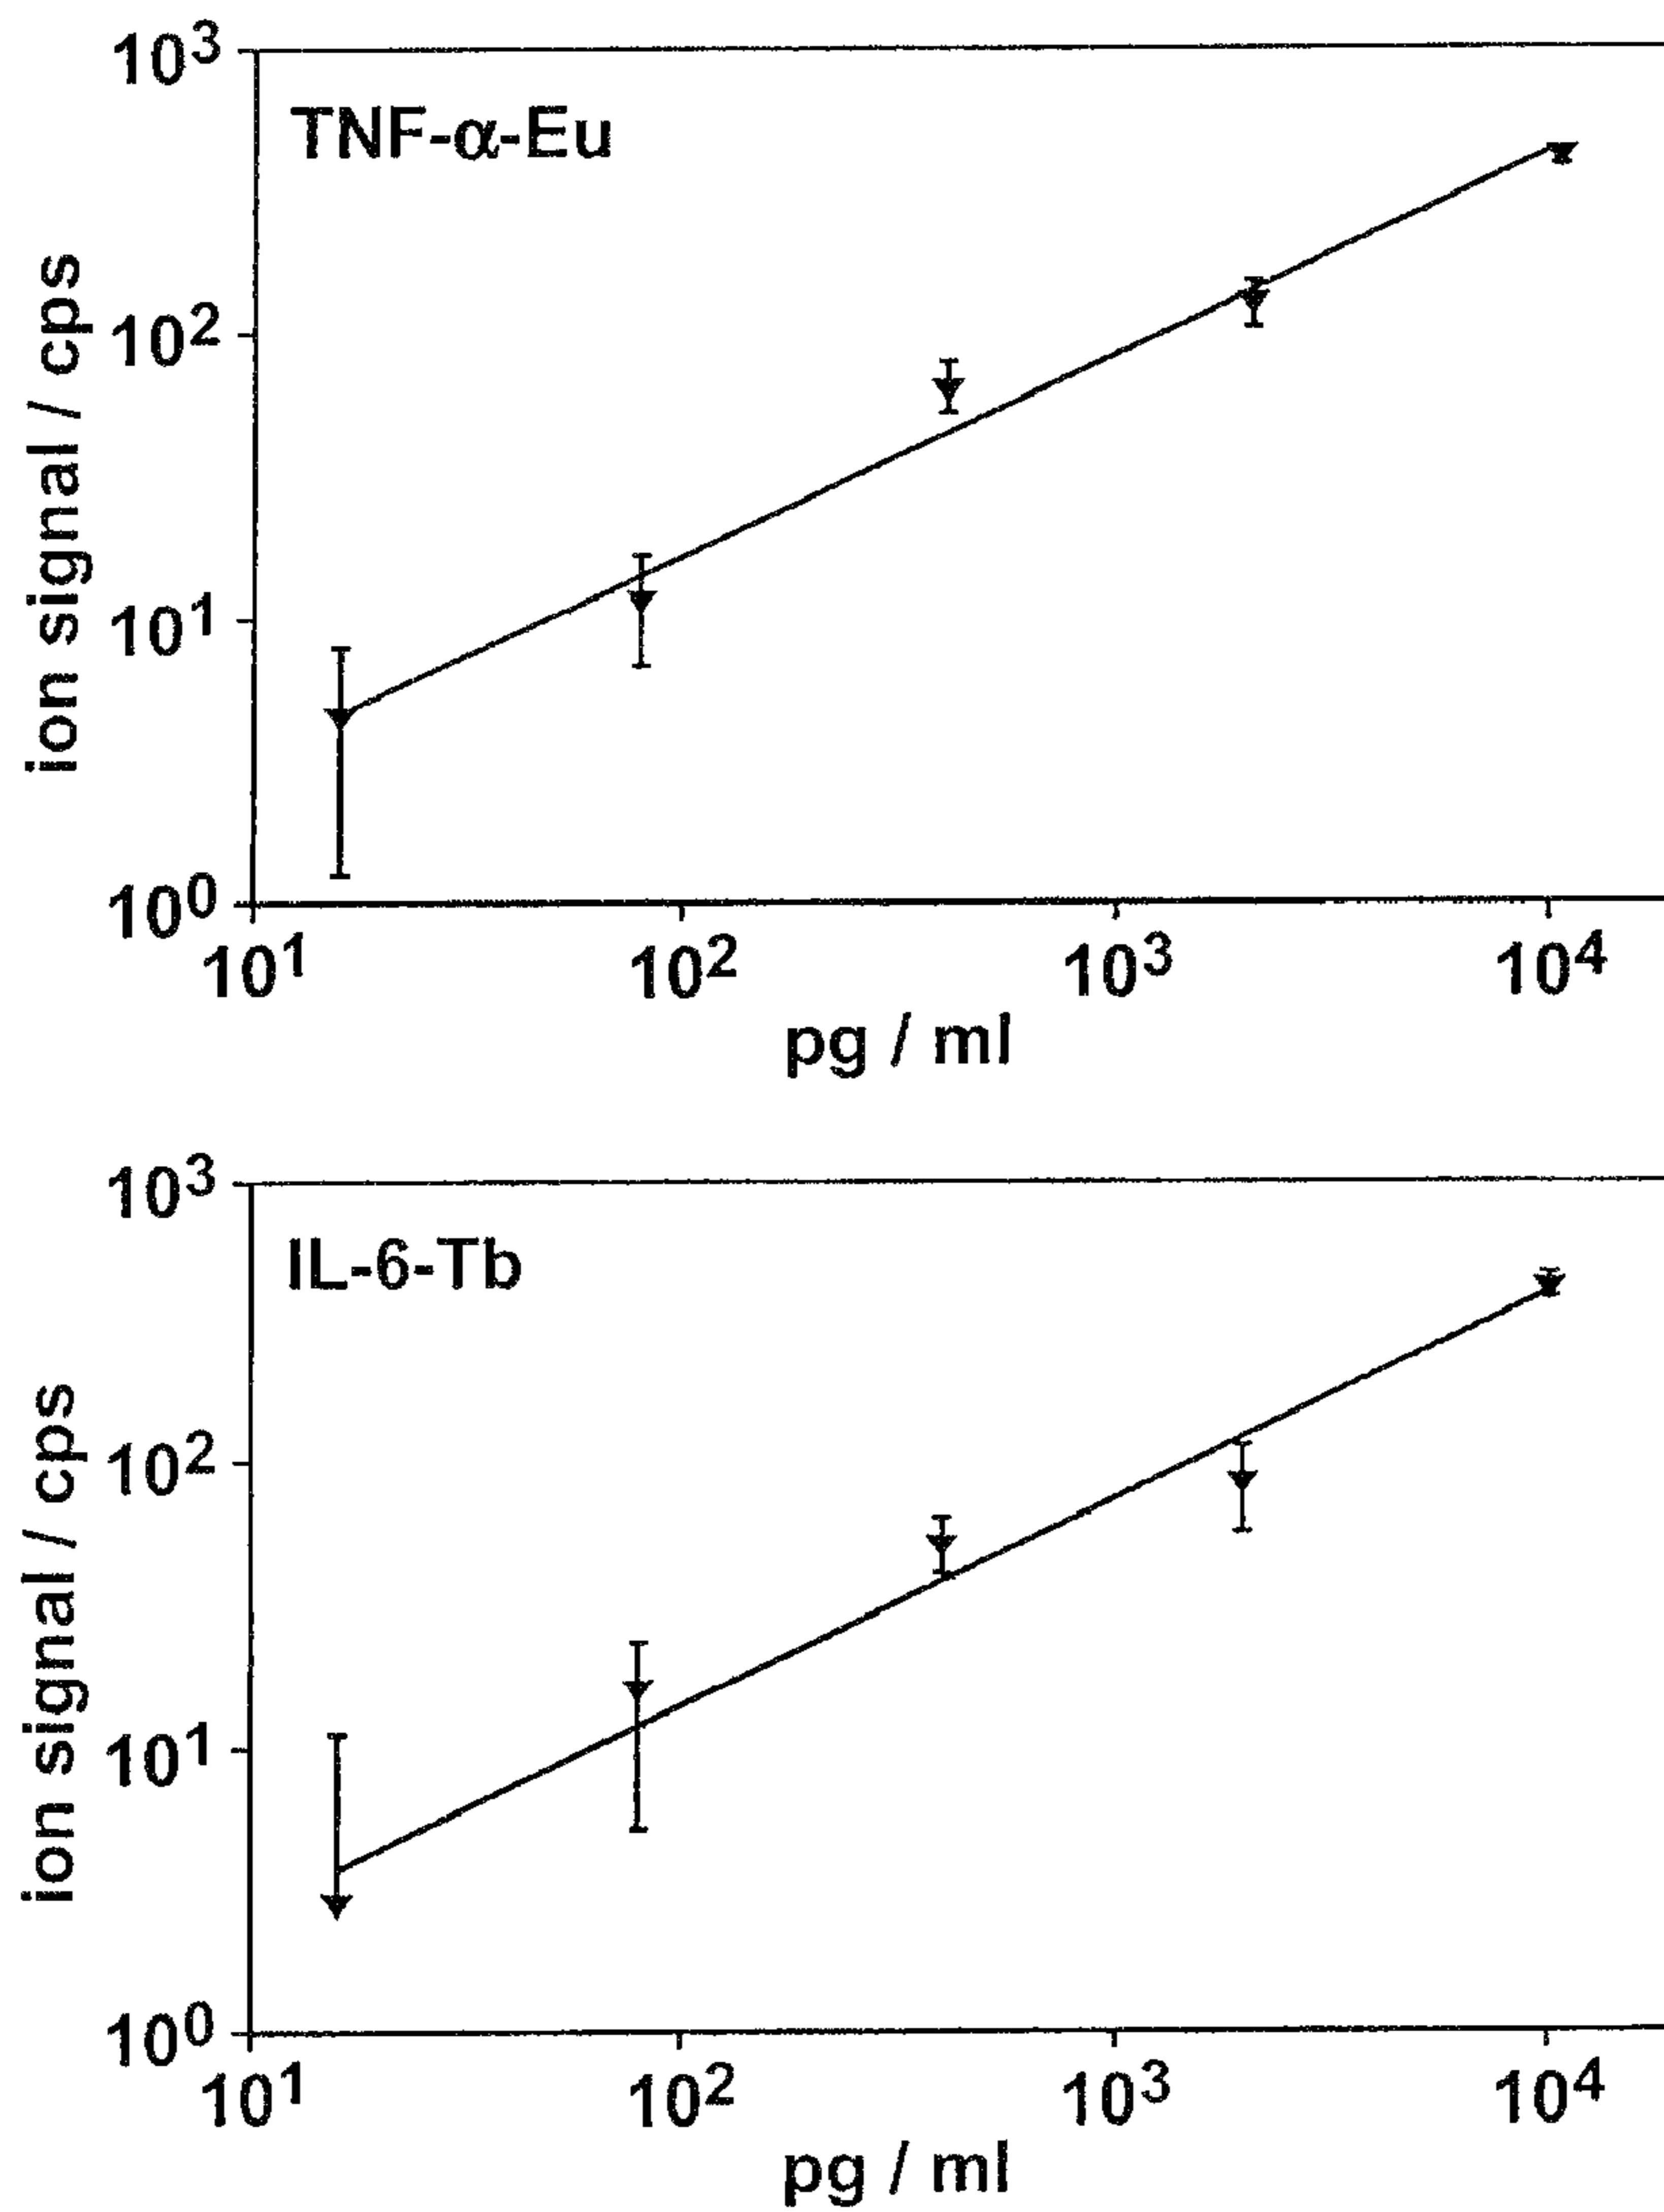 10³
TNF-α-Eu
10²
10¹
10⁰
ion signal / cps
10¹ 10² 10³ 10⁴
pg / ml
10³
IL-6-Tb
10²
10¹
10⁰
ion signal / cps
10¹ 10² 10³ 10⁴
pg / ml